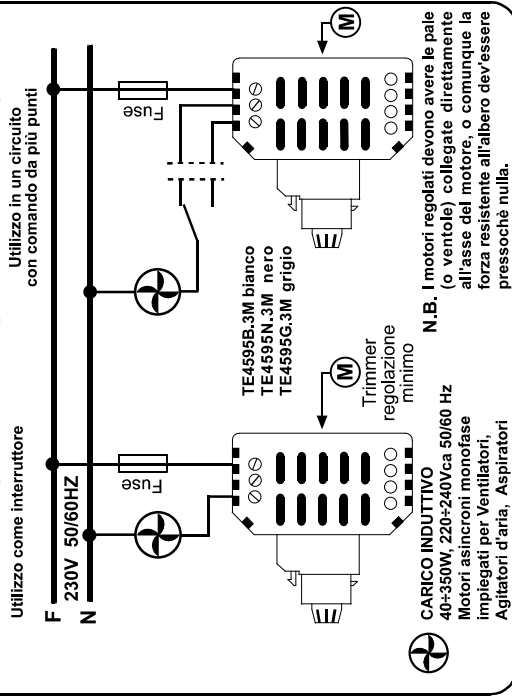 Utilizzo come interruttore
Utilizzo in un circuito
con comando da più punti
F
230V 50/60HZ
N
Fuse
Fuse
TE4595B.3M bianco
TE4595N.3M nero
TE4595G.3M grigio
M
M
Trimmer
regolazione
minimo
CARICO INDUTTIVO
40÷350W, 220÷240Vca 50/60 Hz
Motori asincroni monofase
impiegati per Ventilatori,
Agitatori d'aria, Aspiratori
N.B. I motori regolati devono avere le pale
(o ventole) collegate direttamente
all'asse del motore, o comunque la
forza resistente all'albero dev'essere
pressochè nulla.